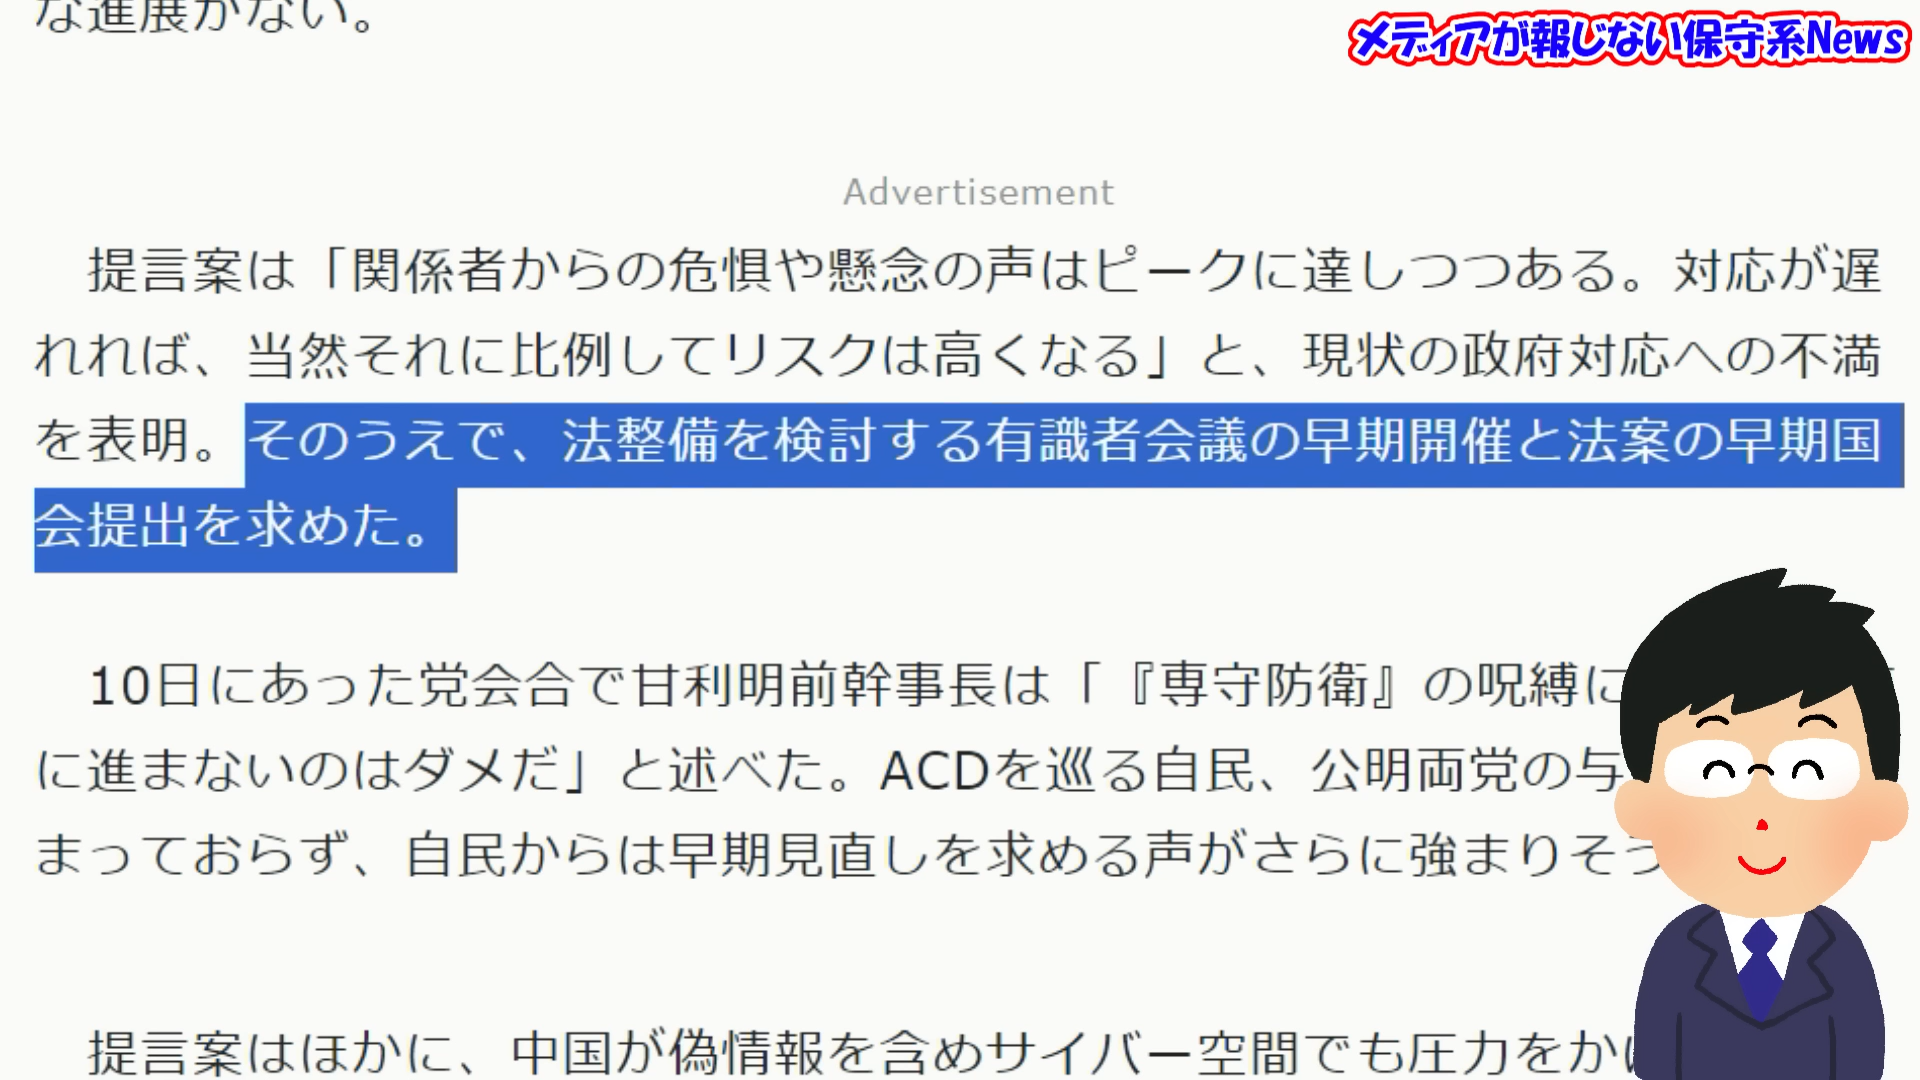 な進展がない。
メディアが報じない保守系News
Advertisement
提言案は「関係者からの危惧や懸念の声はピークに達しつつある。対応が遅
れれば、当然それに比例してリスクは高くなる」と、現状の政府対応への不満
を表明。そのうえで、法整備を検討する有識者会議の早期開催と法案の早期国
会提出を求めた。
10日にあった党会合で甘利明前幹事長は「『専守防衛』の呪縛に
に進まないのはダメだ」と述べた。ACDを巡る自民、公明両党の与
まっておらず、自民からは早期見直しを求める声がさらに強まりそう
提言案はほかに、中国が偽情報を含めサイバー空間でも圧力をか